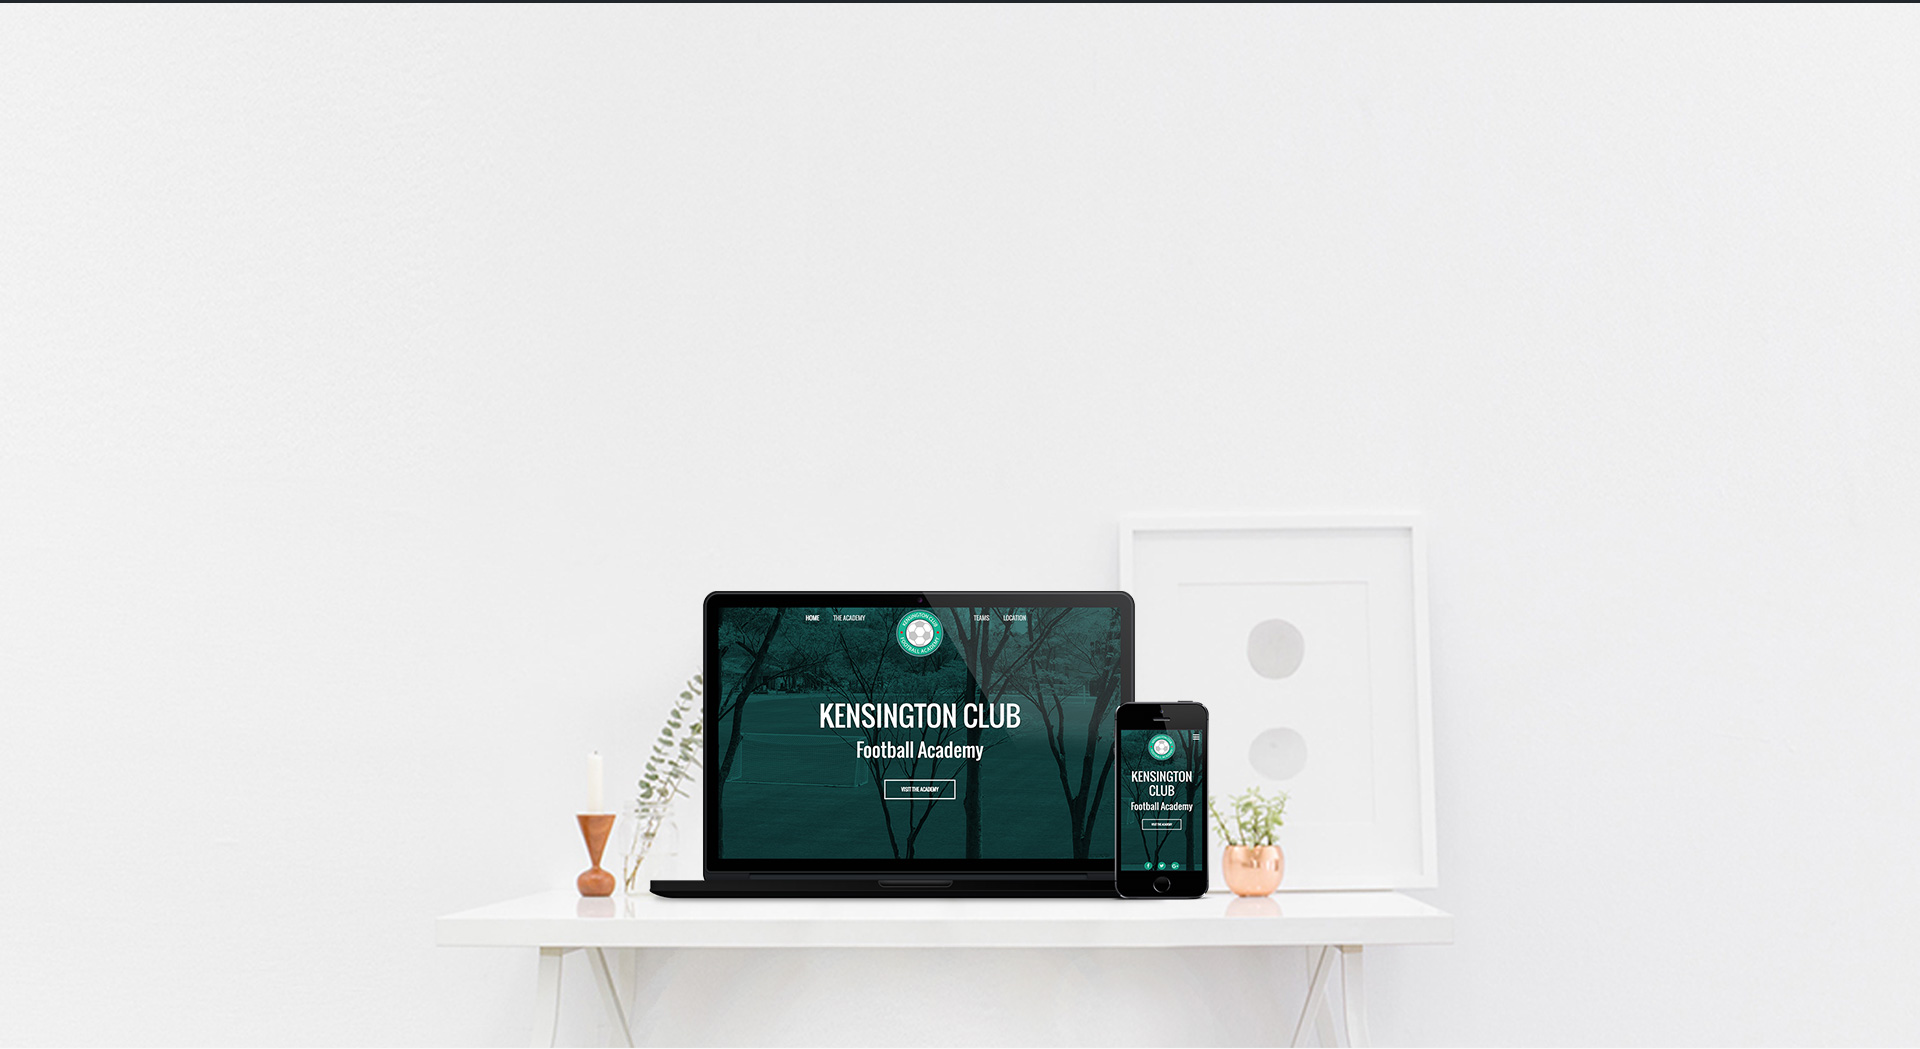 HOME THE ACADEMY TEAMS LOCATION
KENSINGTON CLUB
FOOTBALL ACADEMY
KENSINGTON CLUB
Football Academy
VISIT THE ACADEMY
KENSINGTON
CLUB
Football Academy
VISIT THE ACADEMY